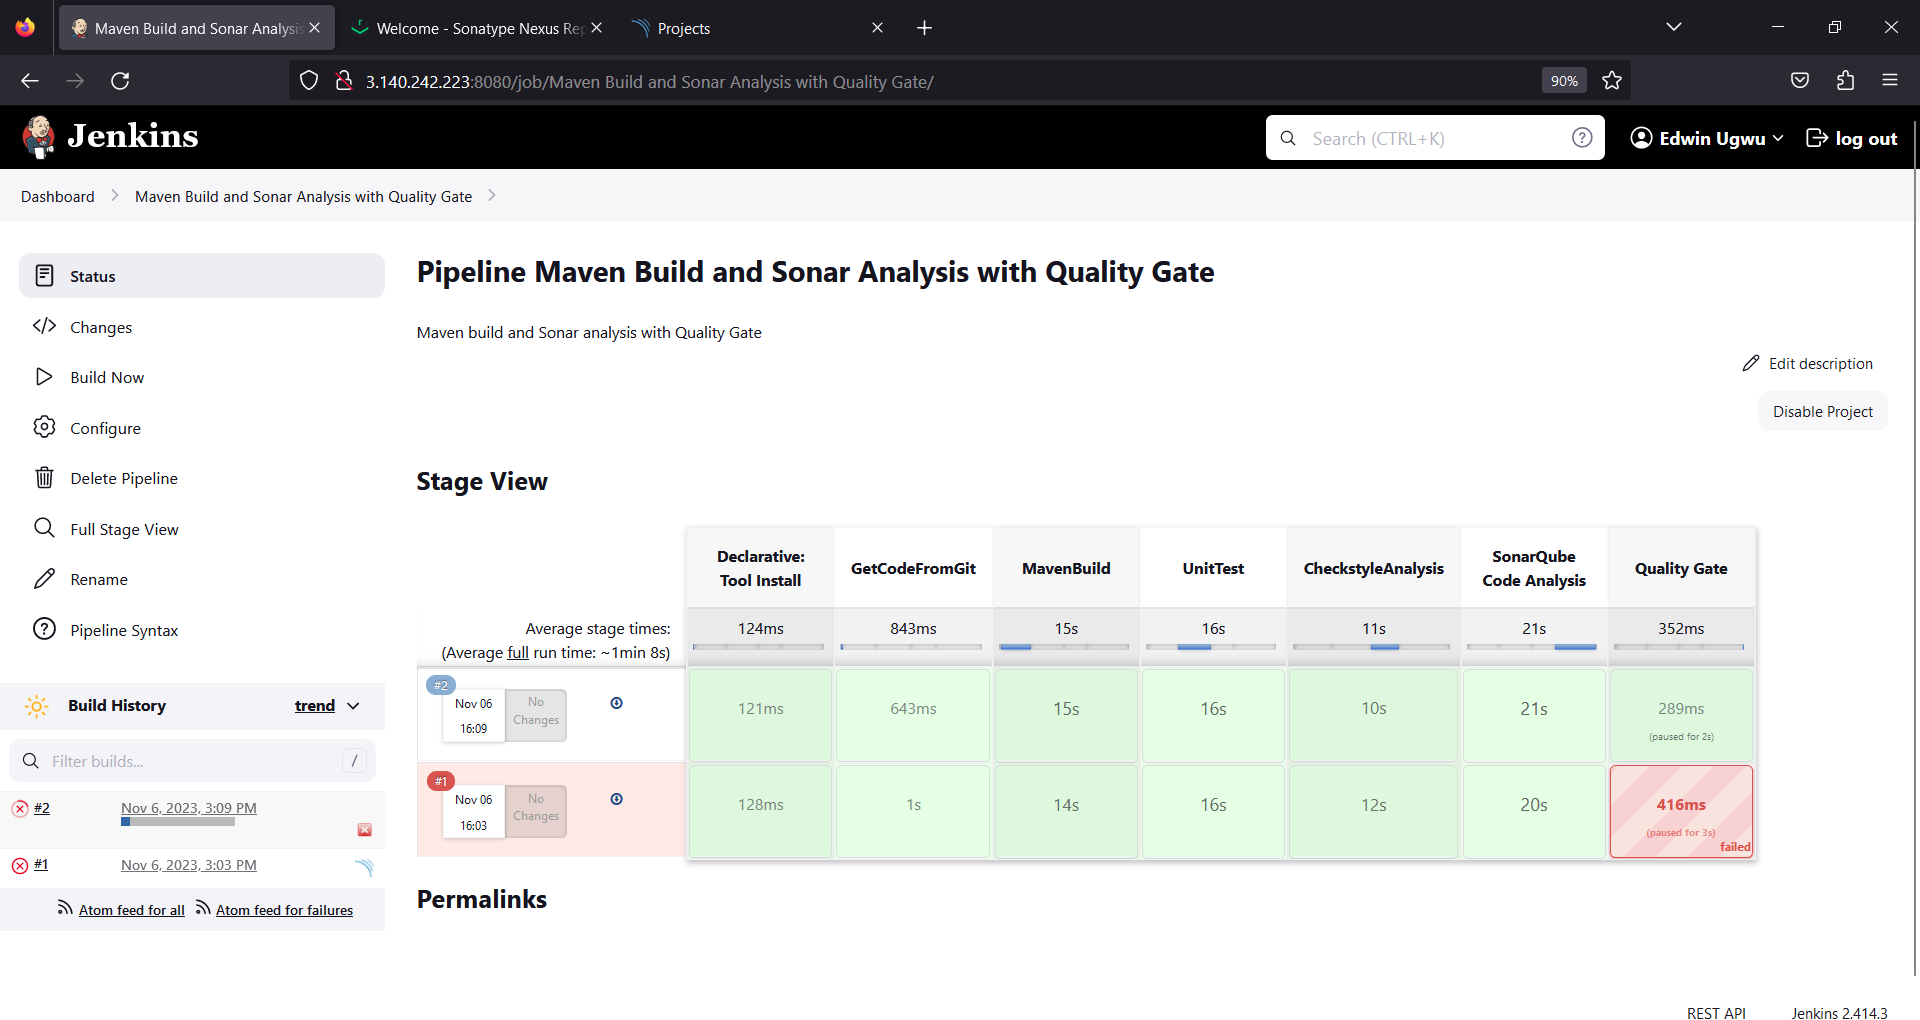 Maven Build and Sonar Analysis
Welcome - Sonatype Nexus Rep
Projects
3.140.242.223:8080/job/Maven Build and Sonar Analysis with Quality Gate/
90%
Jenkins
Search (CTRL+K)
Edwin Ugwu
log out
Dashboard
Maven Build and Sonar Analysis with Quality Gate
Status
Changes
Build Now
Configure
Delete Pipeline
Full Stage View
Rename
Pipeline Syntax
Build History
trend
Filter builds...
/
#2
Nov 6, 2023, 3:09 PM
#1
Nov 6, 2023, 3:03 PM
Atom feed for all
Atom feed for failures
Pipeline Maven Build and Sonar Analysis with Quality Gate
Maven build and Sonar analysis with Quality Gate
Edit description
Disable Project
Stage View
Declarative:
Tool Install
GetCodeFromGit
MavenBuild
UnitTest
CheckstyleAnalysis
SonarQube
Code Analysis
Quality Gate
Average stage times:
(Average full run time: ~1min 8s)
124ms
843ms
15s
16s
11s
21s
352ms
#2
Nov 06
16:09
No
Changes
121ms
643ms
15s
16s
10s
21s
289ms
(paused for 2s)
#1
Nov 06
16:03
No
Changes
128ms
1s
14s
16s
12s
20s
416ms
(paused for 3s)
failed
Permalinks
REST API
Jenkins 2.414.3